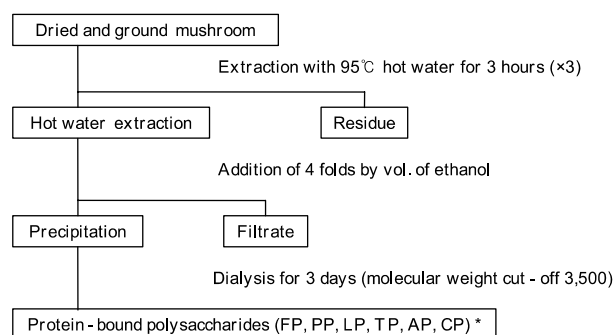 Dried and ground mushroom
Extraction with 95℃ hot water for 3 hours (×3)
Hot water extraction
Residue
Addition of 4 folds by vol. of ethanol
Precipitation
Filtrate
Dialysis for 3 days (molecular weight cut - off 3,500)
Protein - bound polysaccharides (FP, PP, LP, TP, AP, CP) *